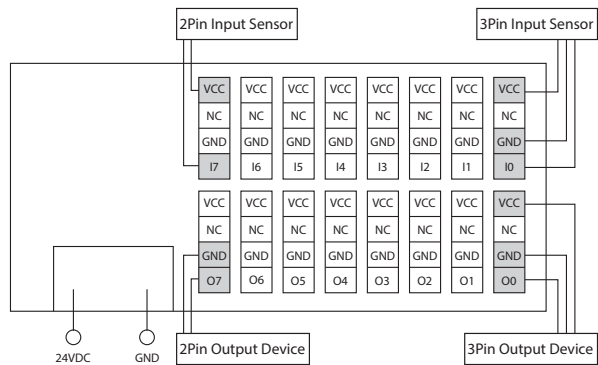 2Pin Input Sensor 3Pin Input Sensor
VCC VCC VCC VCC VCC VCC VCC VCC
NC NC NC NC NC NC NC NC
GND GND GND GND GND GND GND GND
I7 I6 I5 I4 I3 I2 I1 I0
VCC VCC VCC VCC VCC VCC VCC VCC
NC NC NC NC NC NC NC NC
GND GND GND GND GND GND GND GND
O7 O6 O5 O4 O3 O2 O1 O0
24VDC GND 2Pin Output Device 3Pin Output Device